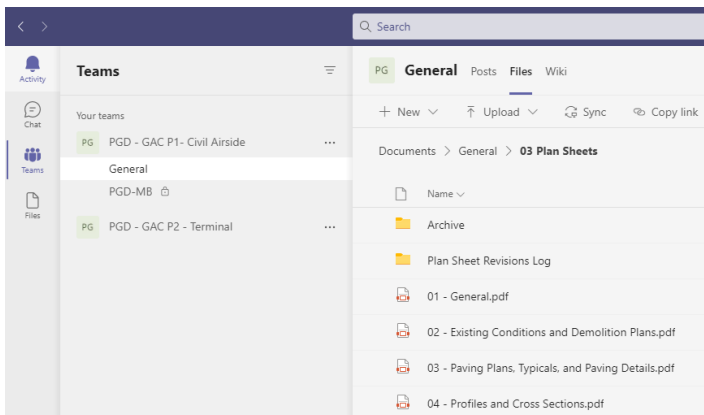 Search
Activity
Chat
Teams
Files
Teams
Your teams
PG PGD - GAC P1- Civil Airside ...
General
PGD-MB
PG PGD - GAC P2 - Terminal ...
PG General Posts Files Wiki
New Upload Sync Copy link
Documents > General > 03 Plan Sheets
Name
Archive
Plan Sheet Revisions Log
01 - General.pdf
02 - Existing Conditions and Demolition Plans.pdf
03 - Paving Plans, Typicals, and Paving Details.pdf
04 - Profiles and Cross Sections.pdf